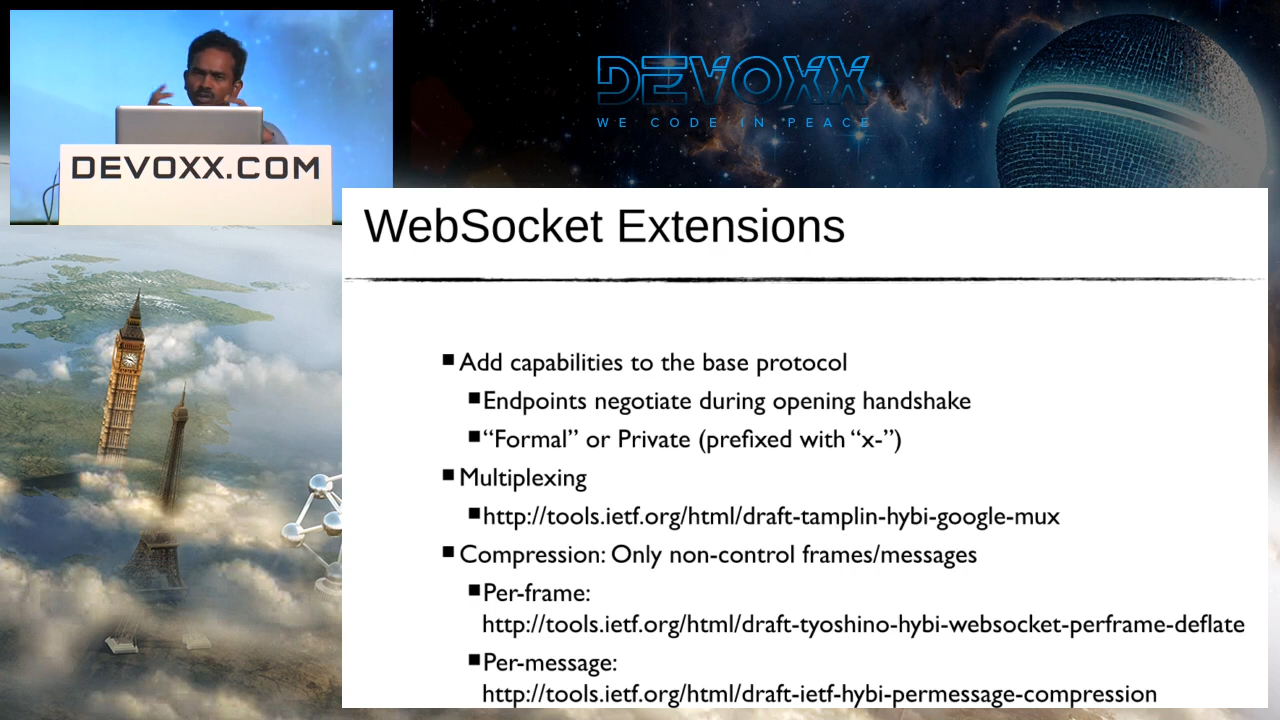 DEVOXX
WE CODE IN PEACE
DEVOXX.COM
WebSocket Extensions
Add capabilities to the base protocol
Endpoints negotiate during opening handshake
“Formal” or Private (prefixed with “x-”)
Multiplexing
http://tools.ietf.org/html/draft-tamplin-hybi-google-mux
Compression: Only non-control frames/messages
Per-frame:
http://tools.ietf.org/html/draft-tyoshino-hybi-websocket-perframe-deflate
Per-message:
http://tools.ietf.org/html/draft-ietf-hybi-permessage-compression